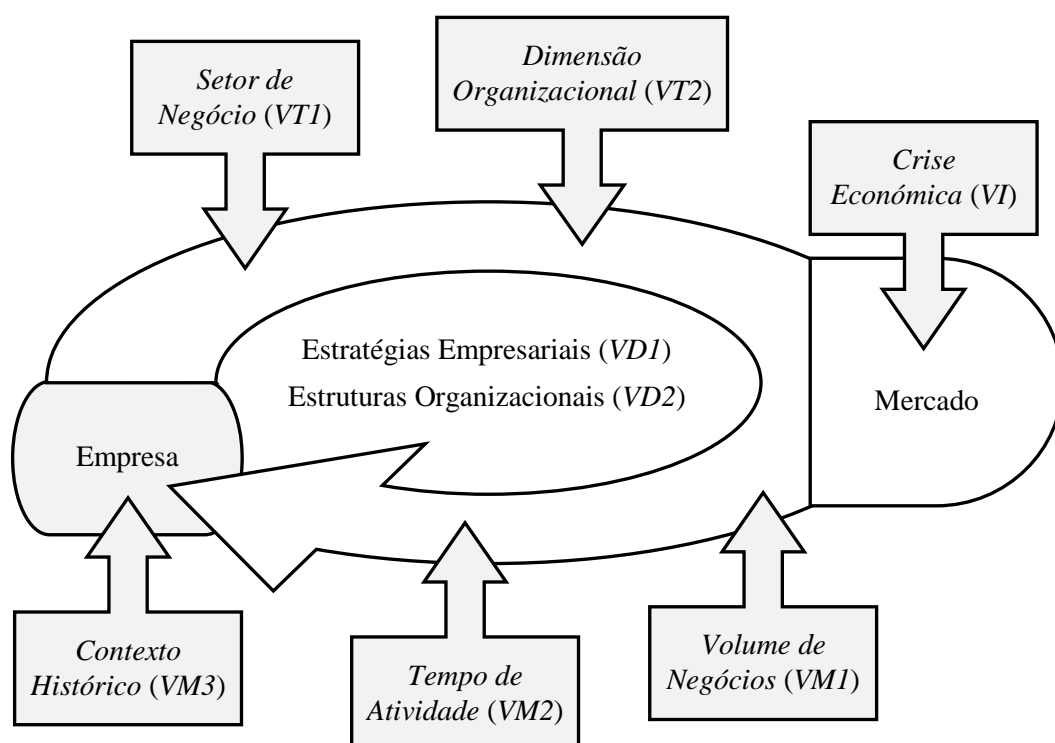 Setor de
Negócio (VT1)
Dimensão
Organizacional (VT2)
Crise
Económica (VI)
Estratégias Empresariais (VD1)
Estruturas Organizacionais (VD2)
Mercado
Empresa
Contexto
Histórico (VM3)
Tempo de
Atividade (VM2)
Volume de
Negócios (VM1)